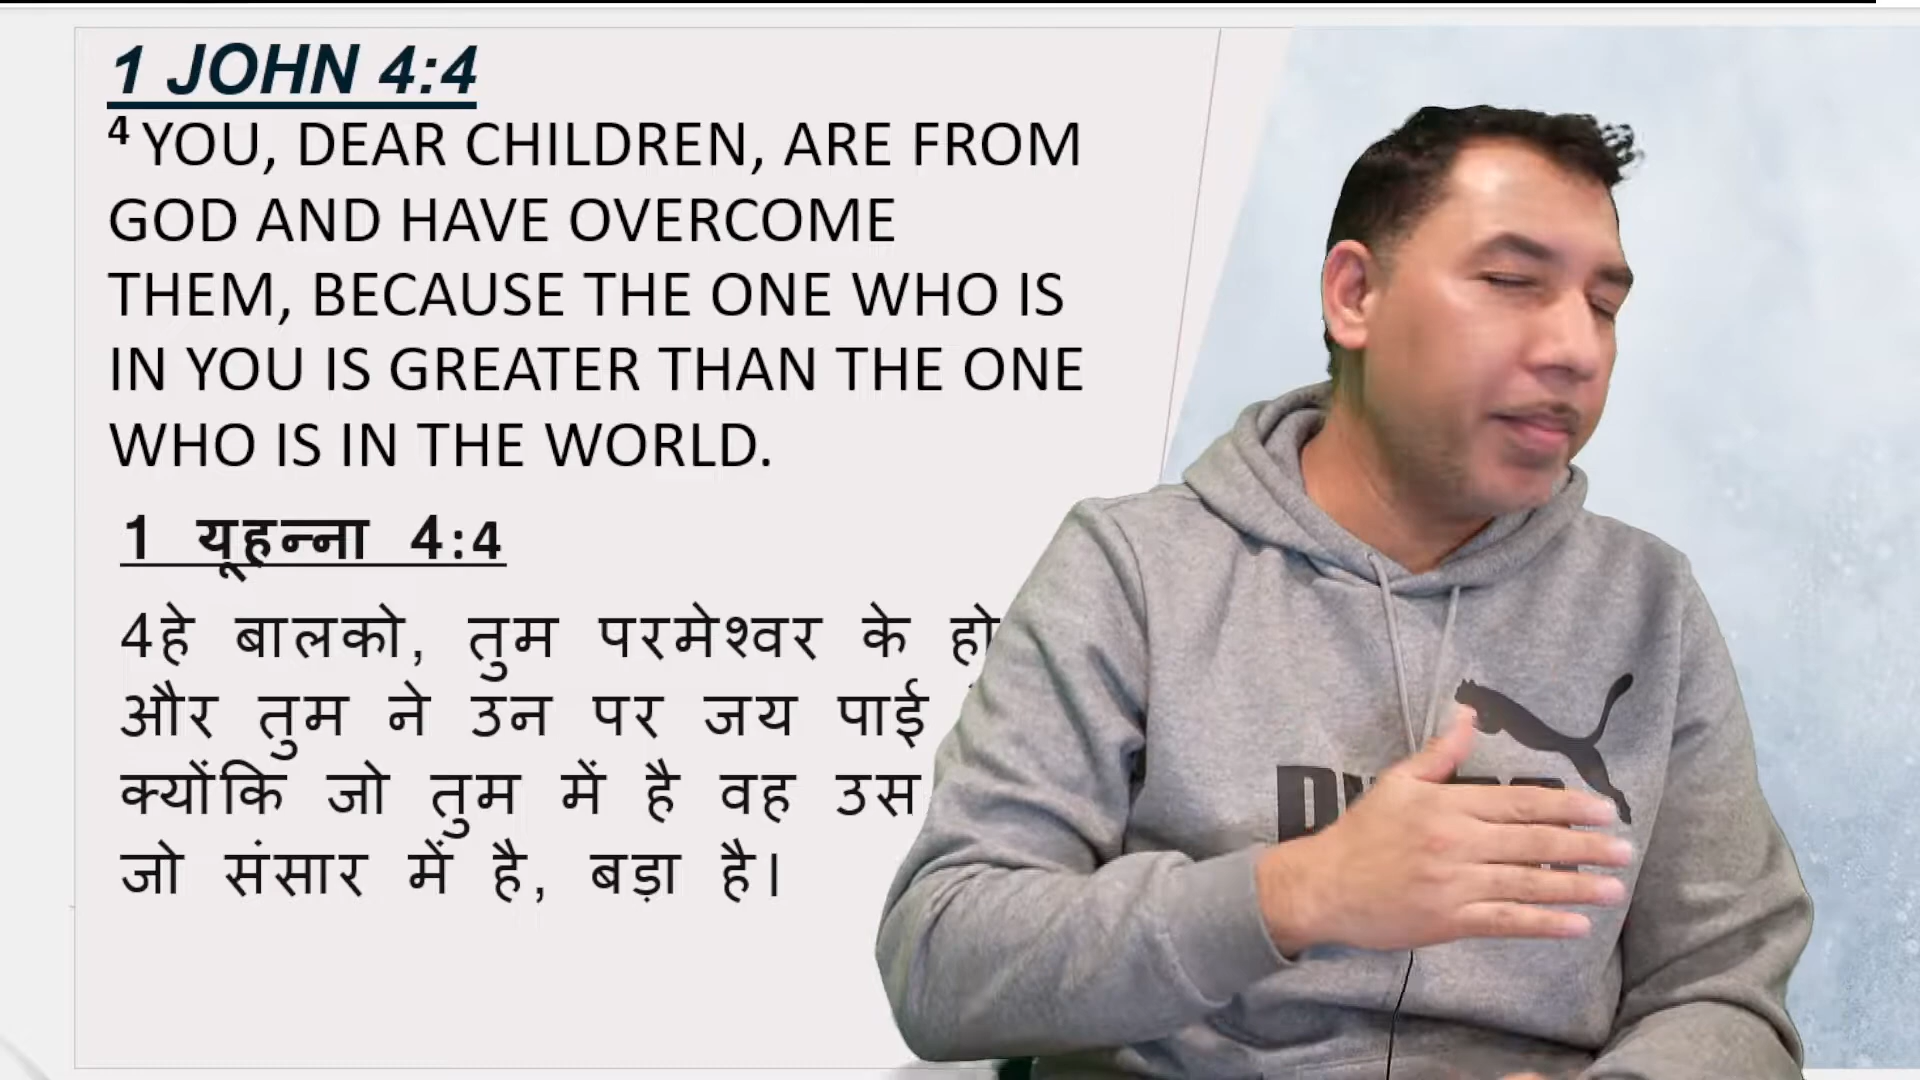 1 JOHN 4:4
4 YOU, DEAR CHILDREN, ARE FROM
GOD AND HAVE OVERCOME
THEM, BECAUSE THE ONE WHO IS
IN YOU IS GREATER THAN THE ONE
WHO IS IN THE WORLD.
1 यूहन्ना 4:4
4हे बालको, तुम परमेश्वर के हो
और तुम ने उन पर जय पाई
क्योंकि जो तुम में है वह उस
जो संसार में है, बड़ा है।